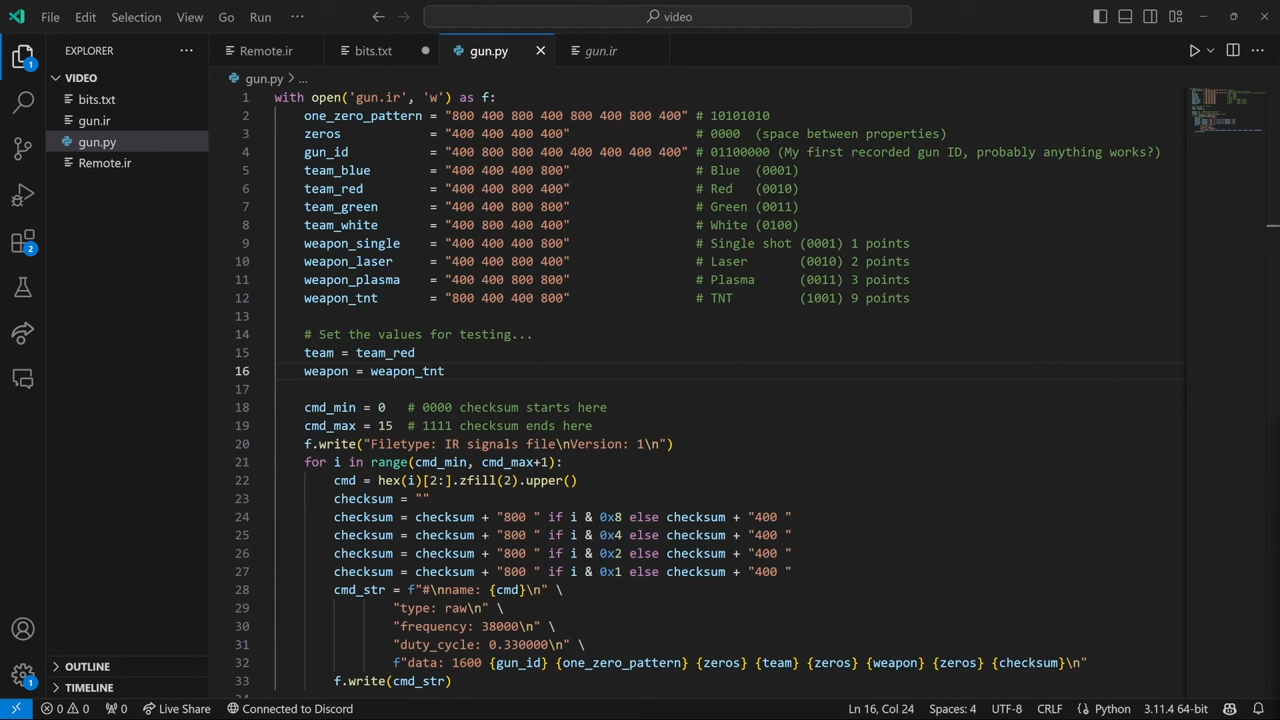 File Edit Selection View Go Run ··· video
EXPLORER ···
Remote.ir bits.txt gun.py gun.ir
VIDEO
bits.txt
gun.ir
gun.py
Remote.ir
OUTLINE
TIMELINE
1
2
1
gun.py > ...
1 with open('gun.ir', 'w') as f:
2 one_zero_pattern = "800 400 800 400 800 400 800 400" # 10101010
3 zeros = "400 400 400 400" # 0000 (space between properties)
4 gun_id = "400 800 800 400 400 400 400 400" # 01100000 (My first recorded gun ID, probably anything works?)
5 team_blue = "400 400 400 800" # Blue (0001)
6 team_red = "400 400 800 400" # Red (0010)
7 team_green = "400 400 800 800" # Green (0011)
8 team_white = "400 800 400 400" # White (0100)
9 weapon_single = "400 400 400 800" # Single shot (0001) 1 points
10 weapon_laser = "400 400 800 400" # Laser (0010) 2 points
11 weapon_plasma = "400 400 800 800" # Plasma (0011) 3 points
12 weapon_tnt = "800 400 400 800" # TNT (1001) 9 points
13
14 # Set the values for testing...
15 team = team_red
16 weapon = weapon_tnt
17
18 cmd_min = 0 # 0000 checksum starts here
19 cmd_max = 15 # 1111 checksum ends here
20 f.write("Filetype: IR signals file\nVersion: 1\n")
21 for i in range(cmd_min, cmd_max+1):
22 cmd = hex(i)[2:].zfill(2).upper()
23 checksum = ""
24 checksum = checksum + "800 " if i & 0x8 else checksum + "400 "
25 checksum = checksum + "800 " if i & 0x4 else checksum + "400 "
26 checksum = checksum + "800 " if i & 0x2 else checksum + "400 "
27 checksum = checksum + "800 " if i & 0x1 else checksum + "400 "
28 cmd_str = f"#\nname: {cmd}\n" \
29 "type: raw\n" \
30 "frequency: 38000\n" \
31 "duty_cycle: 0.330000\n" \
32 f"data: 1600 {gun_id} {one_zero_pattern} {zeros} {team} {zeros} {weapon} {zeros} {checksum}\n"
33 f.write(cmd_str)
0 0 0 Live Share Connected to Discord Ln 16, Col 24 Spaces: 4 UTF-8 CRLF {} Python 3.11.4 64-bit